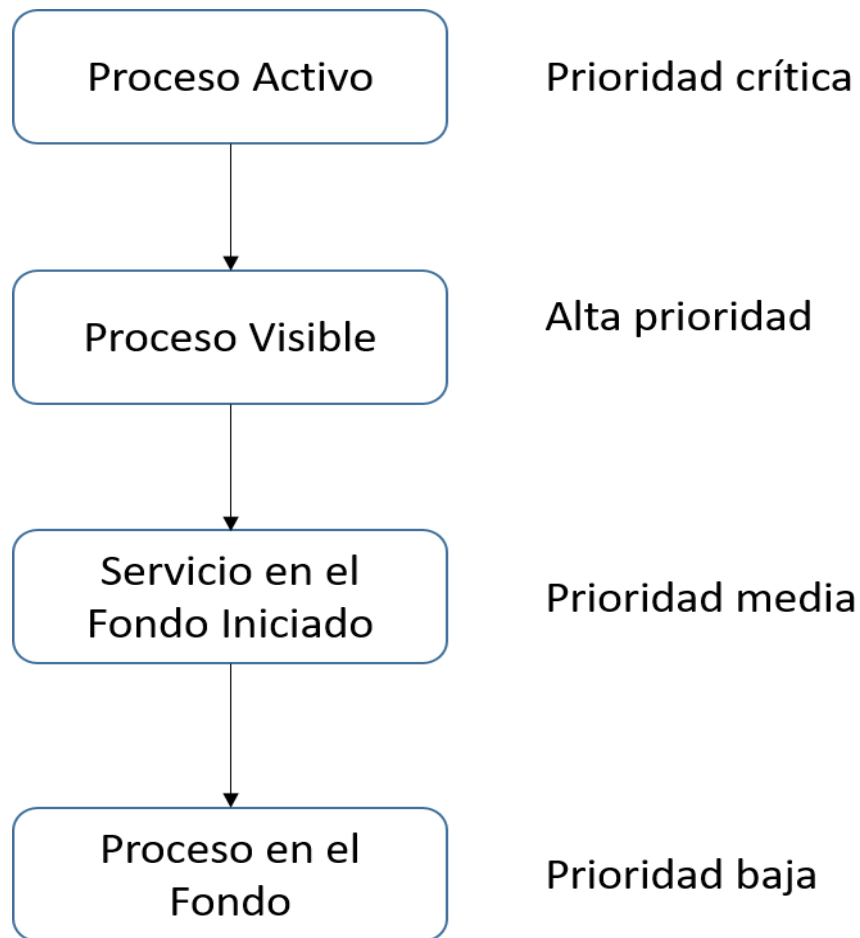 Proceso Activo
Prioridad crítica
Proceso Visible
Alta prioridad
Servicio en el
Fondo Iniciado
Prioridad media
Proceso en el
Fondo
Prioridad baja